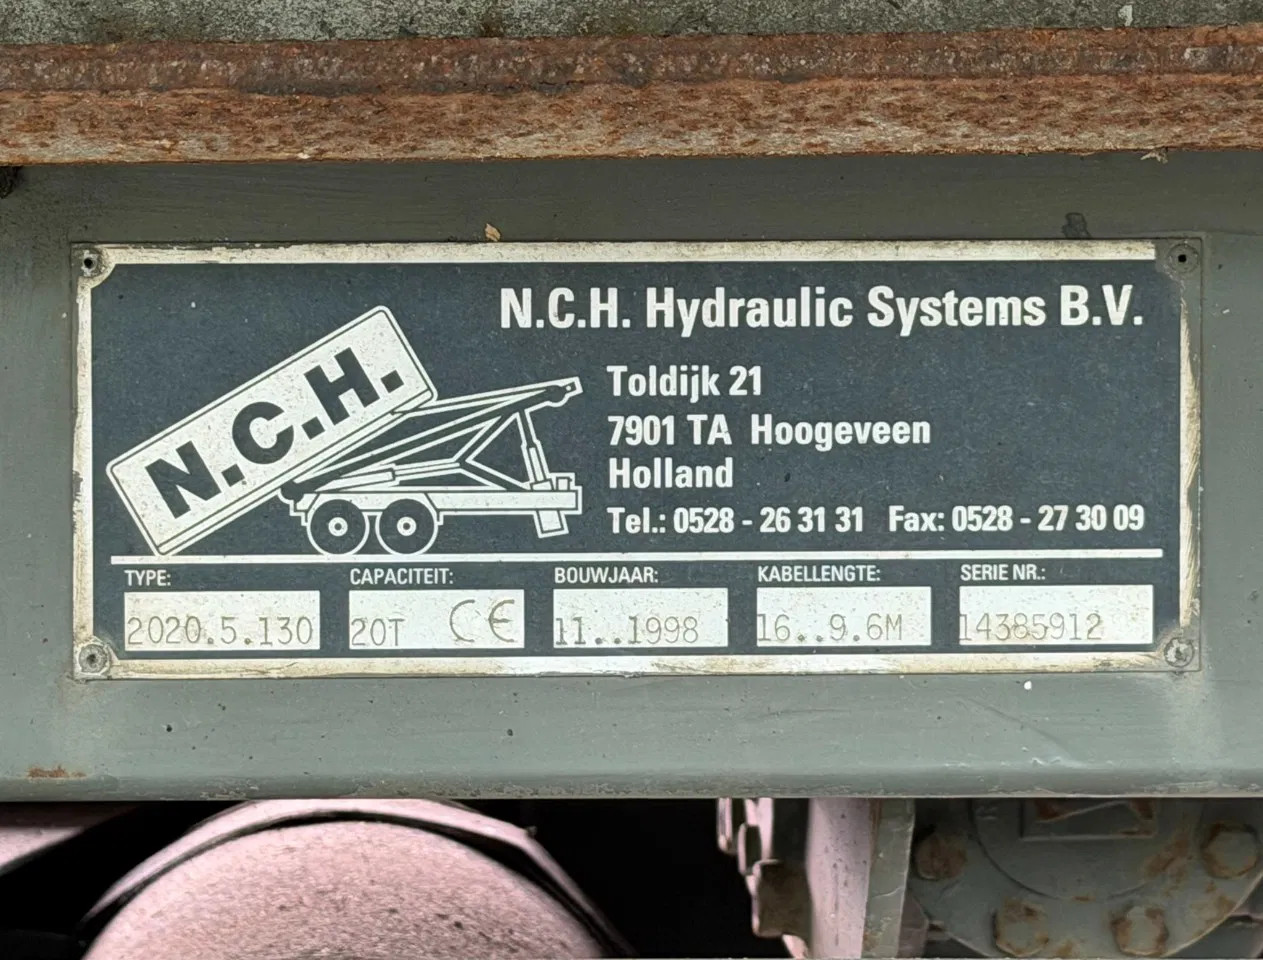 N.C.H. Hydraulic Systems B.V.
N.C.H.
Toldijk 21
7901 TA Hoogeveen
Holland
Tel.: 0528 - 26 31 31 Fax: 0528 - 27 30 09
TYPE: CAPACITEIT: BOUWJAAR: KABELLENGTE: SERIE NR.:
2020.5.130 20T CE 11..1998 16..9.6M 14385912